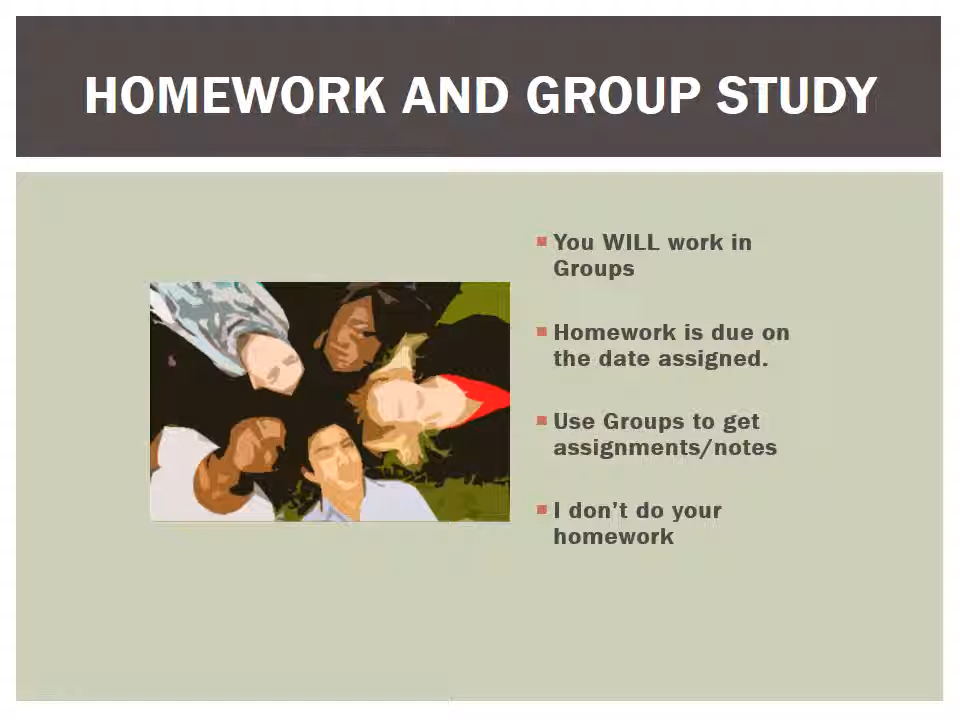 HOMEWORK AND GROUP STUDY
You WILL work in
Groups
Homework is due on
the date assigned.
Use Groups to get
assignments/notes
I don't do your
homework